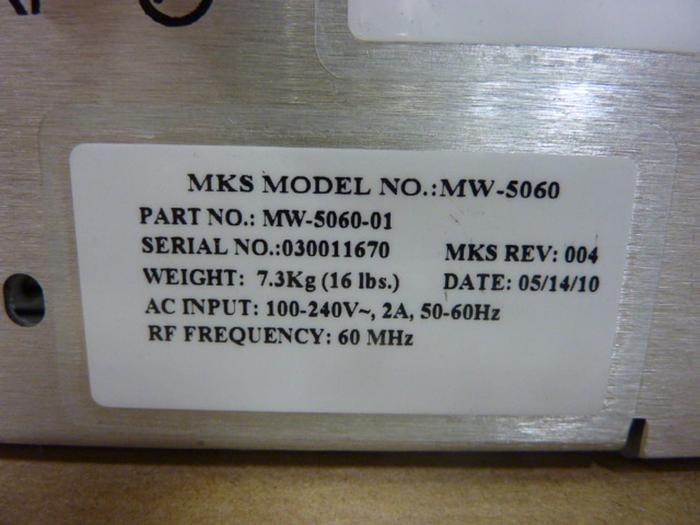 MKS MODEL NO.:MW-5060
PART NO.: MW-5060-01
SERIAL NO.:030011670 MKS REV: 004
WEIGHT: 7.3Kg (16 lbs.) DATE: 05/14/10
AC INPUT: 100-240V~, 2A, 50-60Hz
RF FREQUENCY: 60 MHz